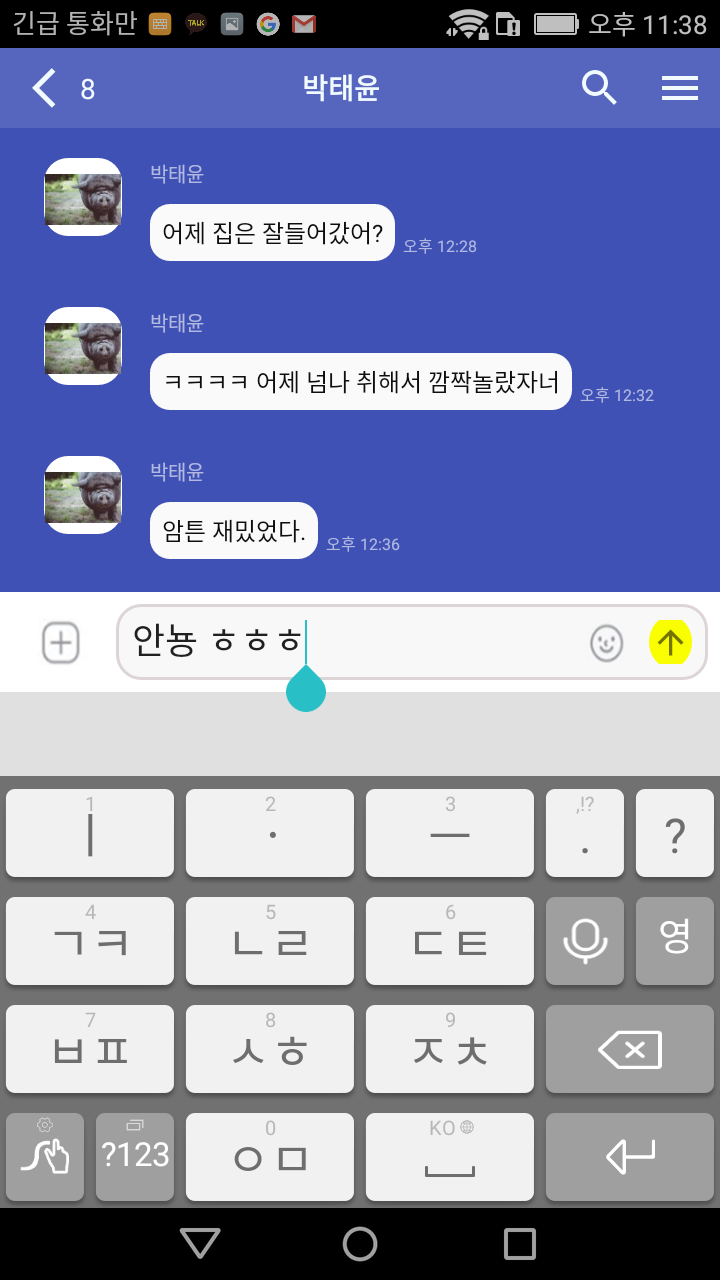 긴급 통화만 TALK G 오후 11:38
8 박태윤
박태윤
어제 집은 잘들어갔어? 오후 12:28
박태윤
ㅋㅋㅋㅋ 어제 넘나 취해서 깜짝놀랐자너 오후 12:32
박태윤
암튼 재밌었다. 오후 12:36
안뇽 ㅎㅎㅎ
1 2 3 ,!?
ㅣ · ㅡ . ?
4 5 6
ㄱㅋ ㄴㄹ ㄷㅌ 영
7 8 9
ㅂㅍ ㅅㅎ ㅈㅊ
0 KO
?123 ㅇㅁ